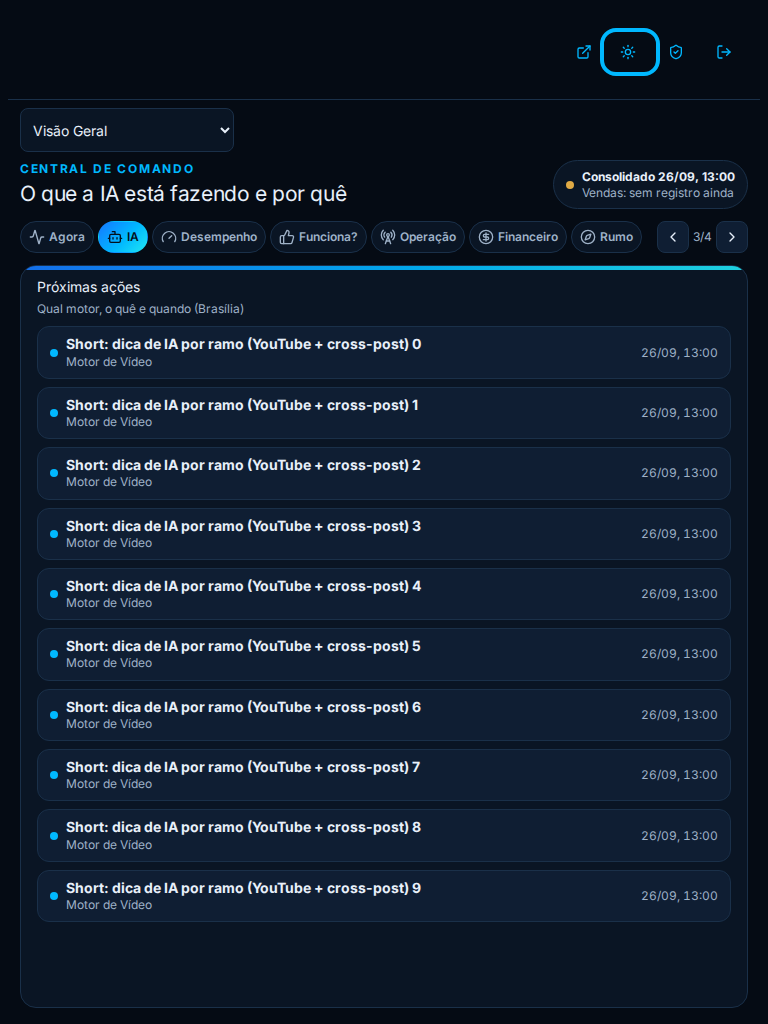 Visão Geral
CENTRAL DE COMANDO
O que a IA está fazendo e por quê
Consolidado 26/09, 13:00
Vendas: sem registro ainda
Agora
IA
Desempenho
Funciona?
Operação
Financeiro
Rumo
3/4
Próximas ações
Qual motor, o quê e quando (Brasília)
Short: dica de IA por ramo (YouTube + cross-post) 0
Motor de Vídeo
26/09, 13:00
Short: dica de IA por ramo (YouTube + cross-post) 1
Motor de Vídeo
26/09, 13:00
Short: dica de IA por ramo (YouTube + cross-post) 2
Motor de Vídeo
26/09, 13:00
Short: dica de IA por ramo (YouTube + cross-post) 3
Motor de Vídeo
26/09, 13:00
Short: dica de IA por ramo (YouTube + cross-post) 4
Motor de Vídeo
26/09, 13:00
Short: dica de IA por ramo (YouTube + cross-post) 5
Motor de Vídeo
26/09, 13:00
Short: dica de IA por ramo (YouTube + cross-post) 6
Motor de Vídeo
26/09, 13:00
Short: dica de IA por ramo (YouTube + cross-post) 7
Motor de Vídeo
26/09, 13:00
Short: dica de IA por ramo (YouTube + cross-post) 8
Motor de Vídeo
26/09, 13:00
Short: dica de IA por ramo (YouTube + cross-post) 9
Motor de Vídeo
26/09, 13:00